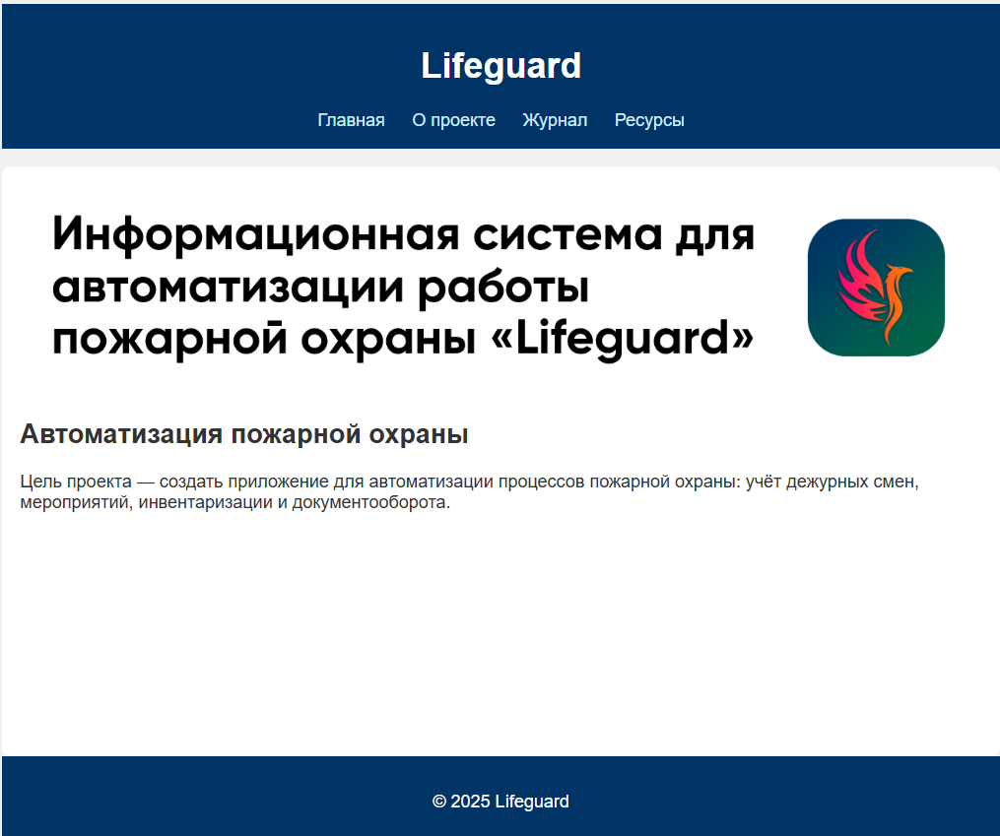 Lifeguard
Главная О проекте Журнал Ресурсы
Информационная система для
автоматизации работы
пожарной охраны «Lifeguard»
Автоматизация пожарной охраны
Цель проекта — создать приложение для автоматизации процессов пожарной охраны: учёт дежурных смен,
мероприятий, инвентаризации и документооборота.
© 2025 Lifeguard